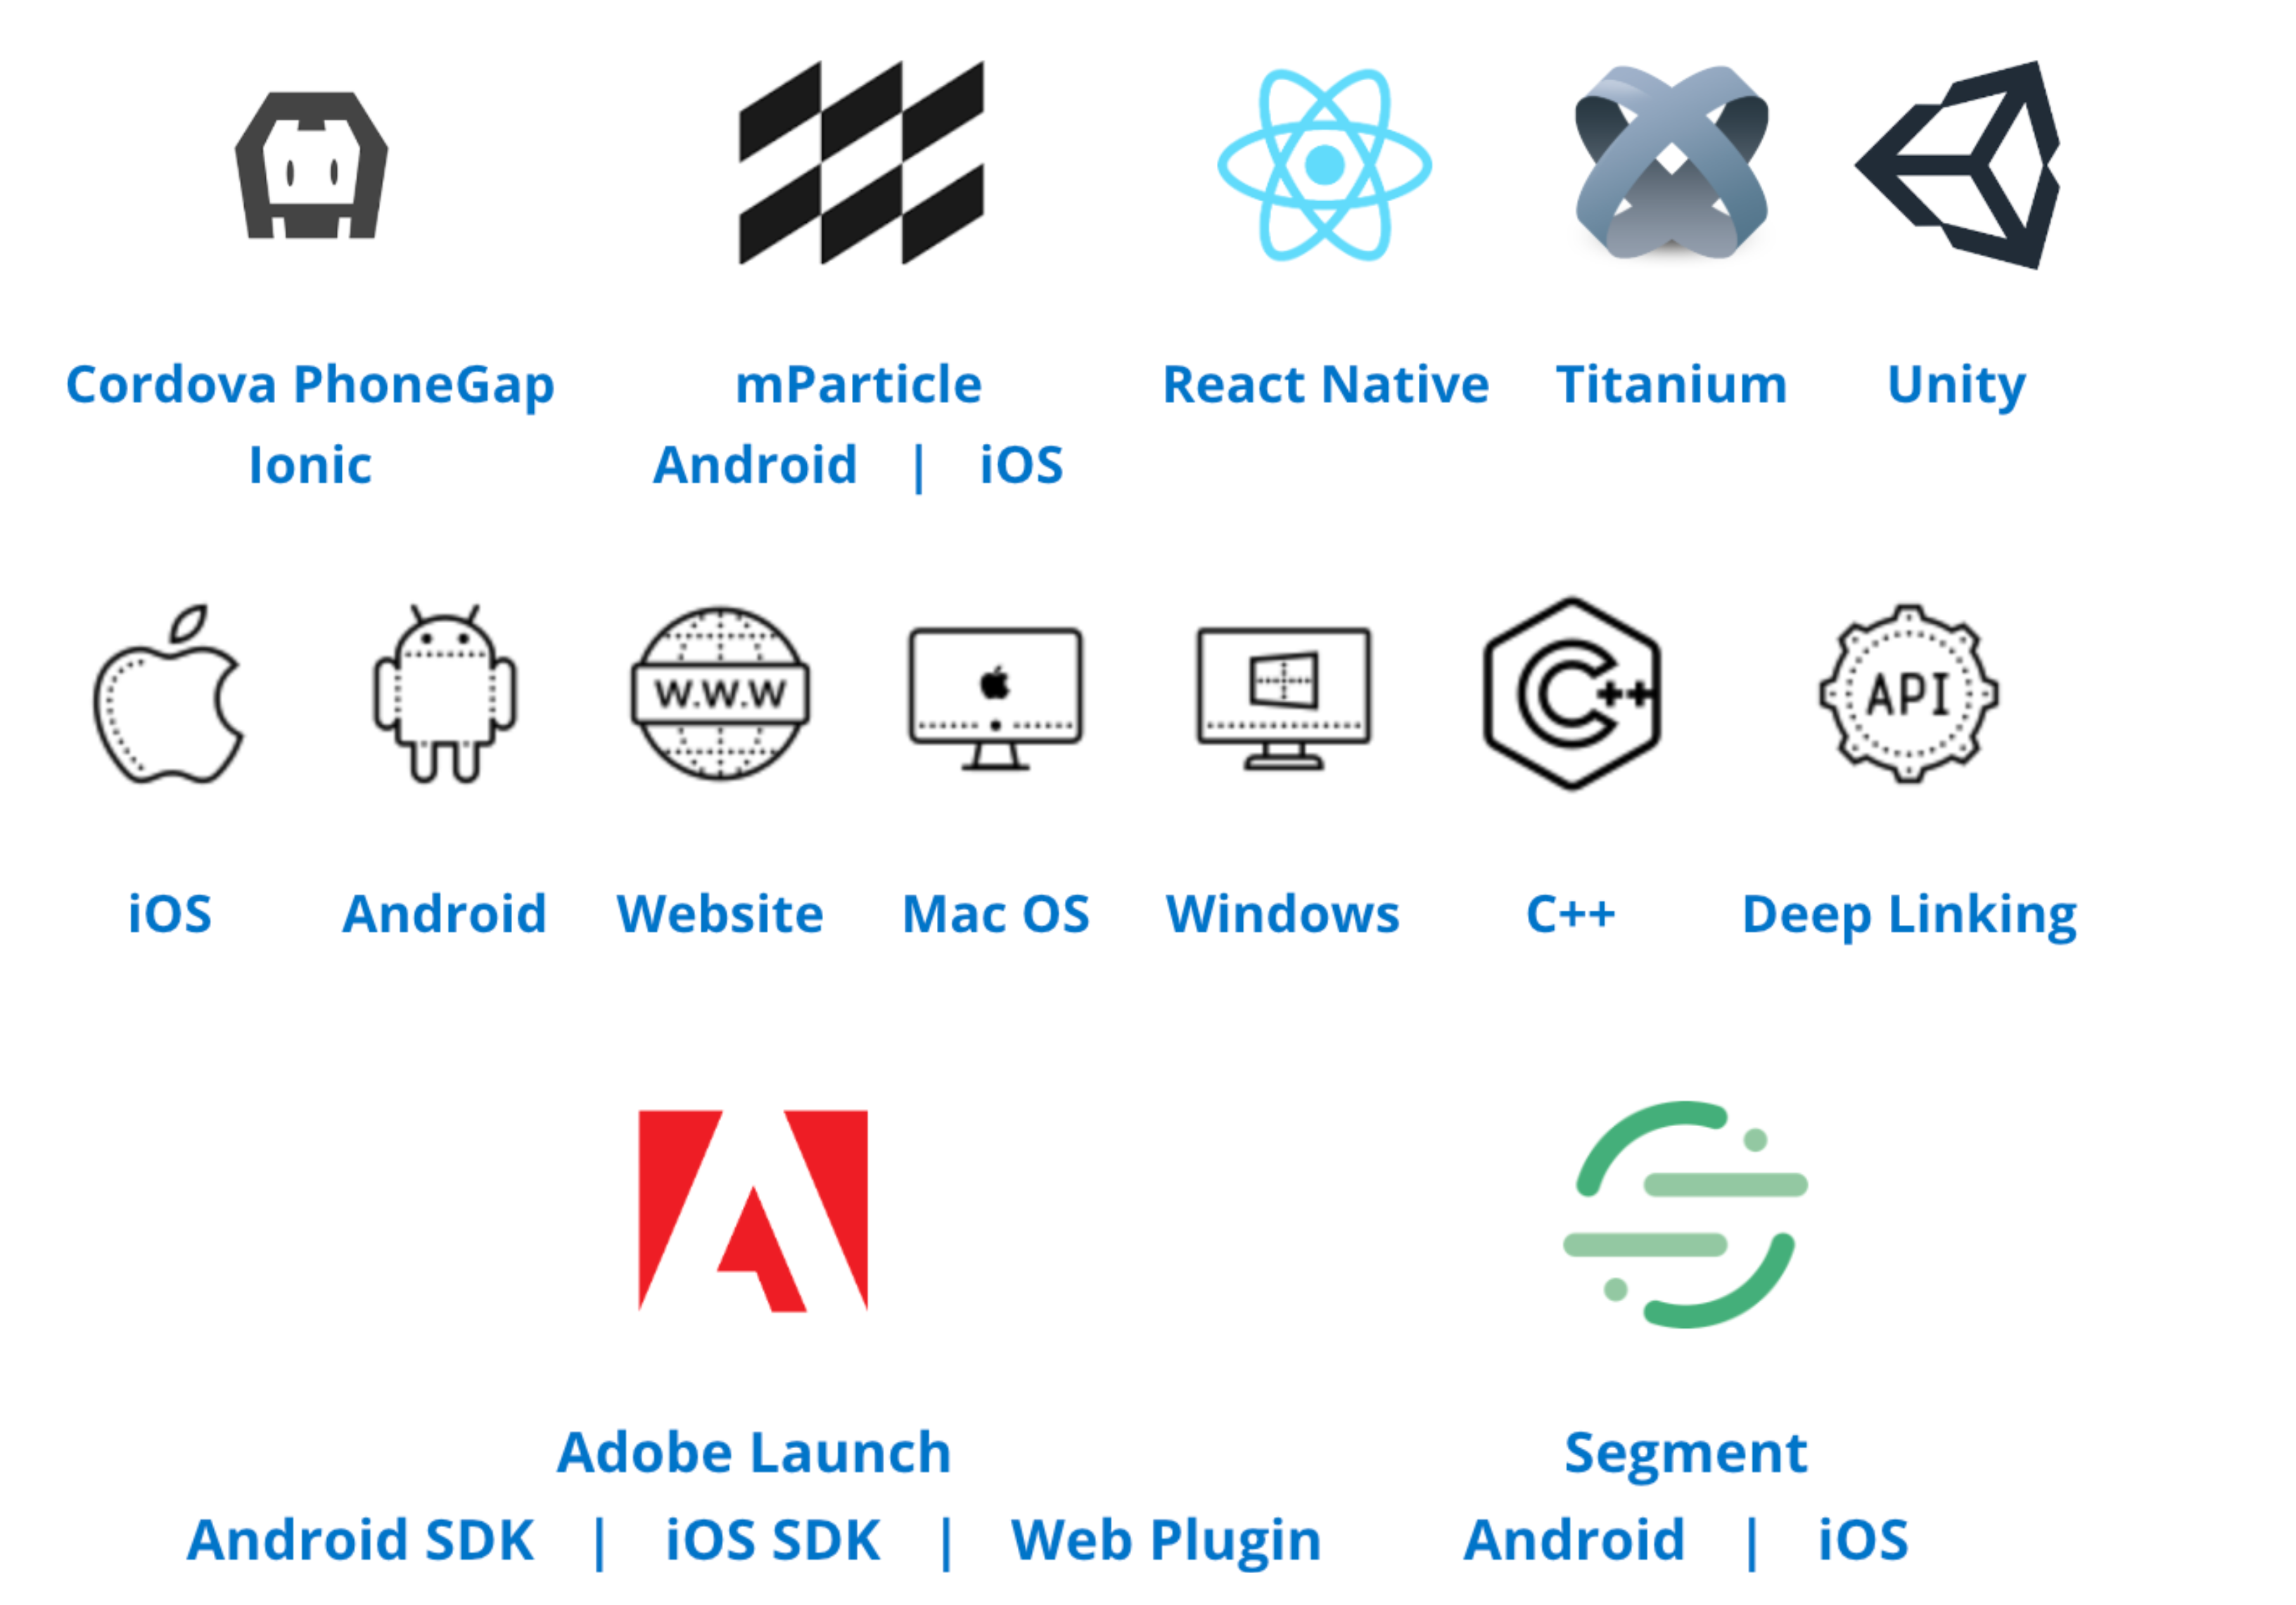 Cordova PhoneGap
Ionic
mParticle
Android | iOS
React Native
Titanium
Unity
W.W.W
C++
API
iOS
Android
Website
Mac OS
Windows
C++
Deep Linking
Adobe Launch
Android SDK | iOS SDK | Web Plugin
Segment
Android | iOS